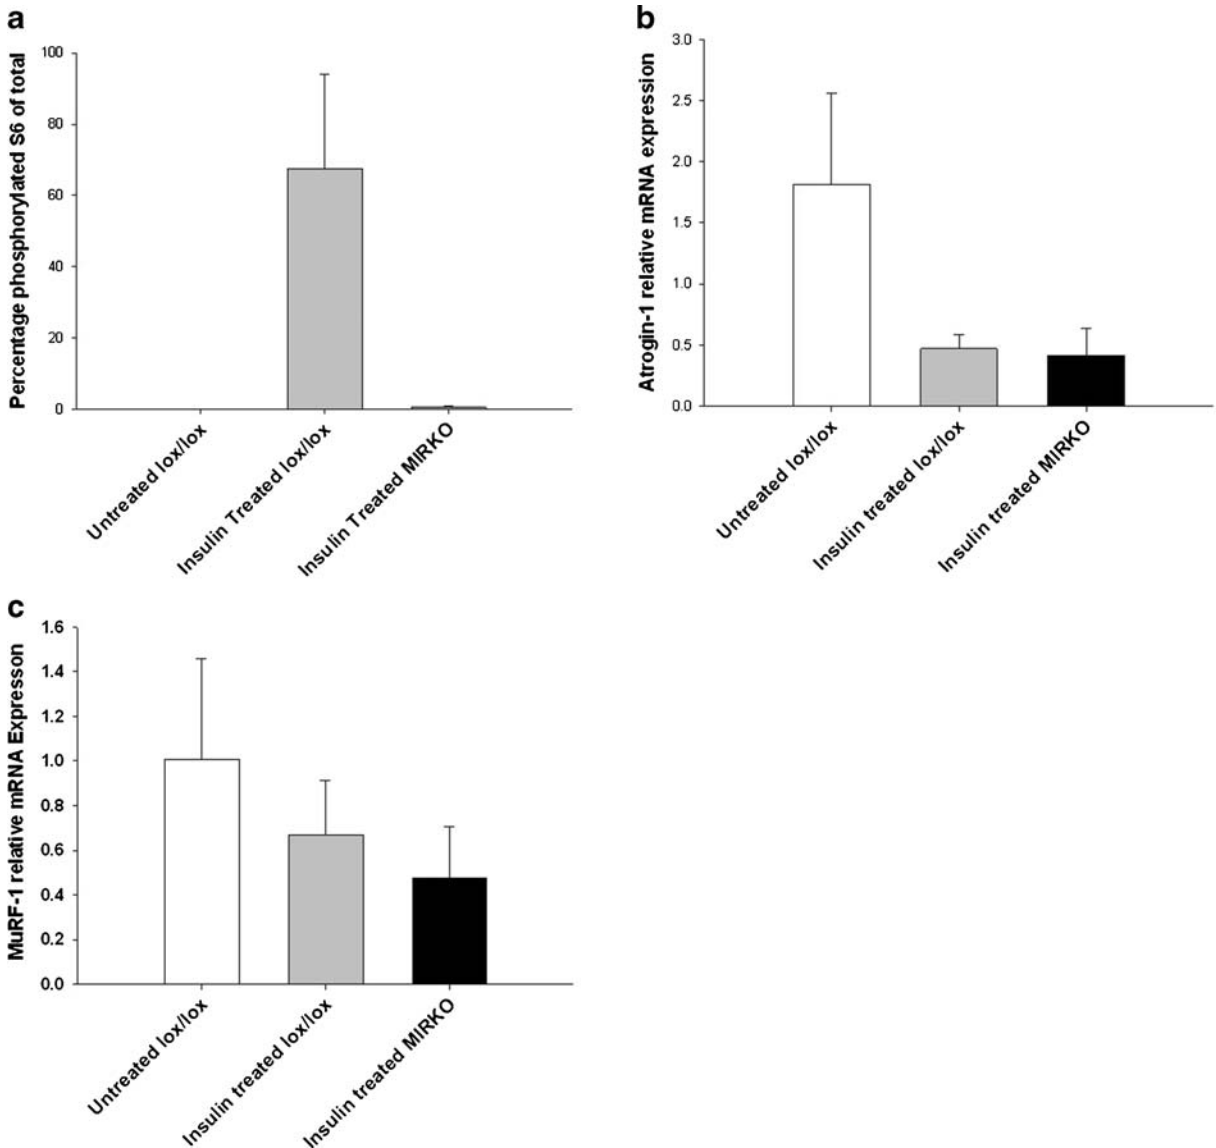 a
Percentage phosphorylated S6 of total
100
80
60
40
20
0
Untreated lox/lox
Insulin Treated lox/lox
Insulin Treated MIRKO
b
Atrogin-1 relative mRNA expression
3.0
2.5
2.0
1.5
1.0
0.5
0.0
Untreated lox/lox
Insulin treated lox/lox
Insulin treated MIRKO
c
MuRF-1 relative mRNA Expresson
1.6
1.4
1.2
1.0
0.8
0.6
0.4
0.2
0.0
Untreated lox/lox
Insulin treated lox/lox
Insulin treated MIRKO